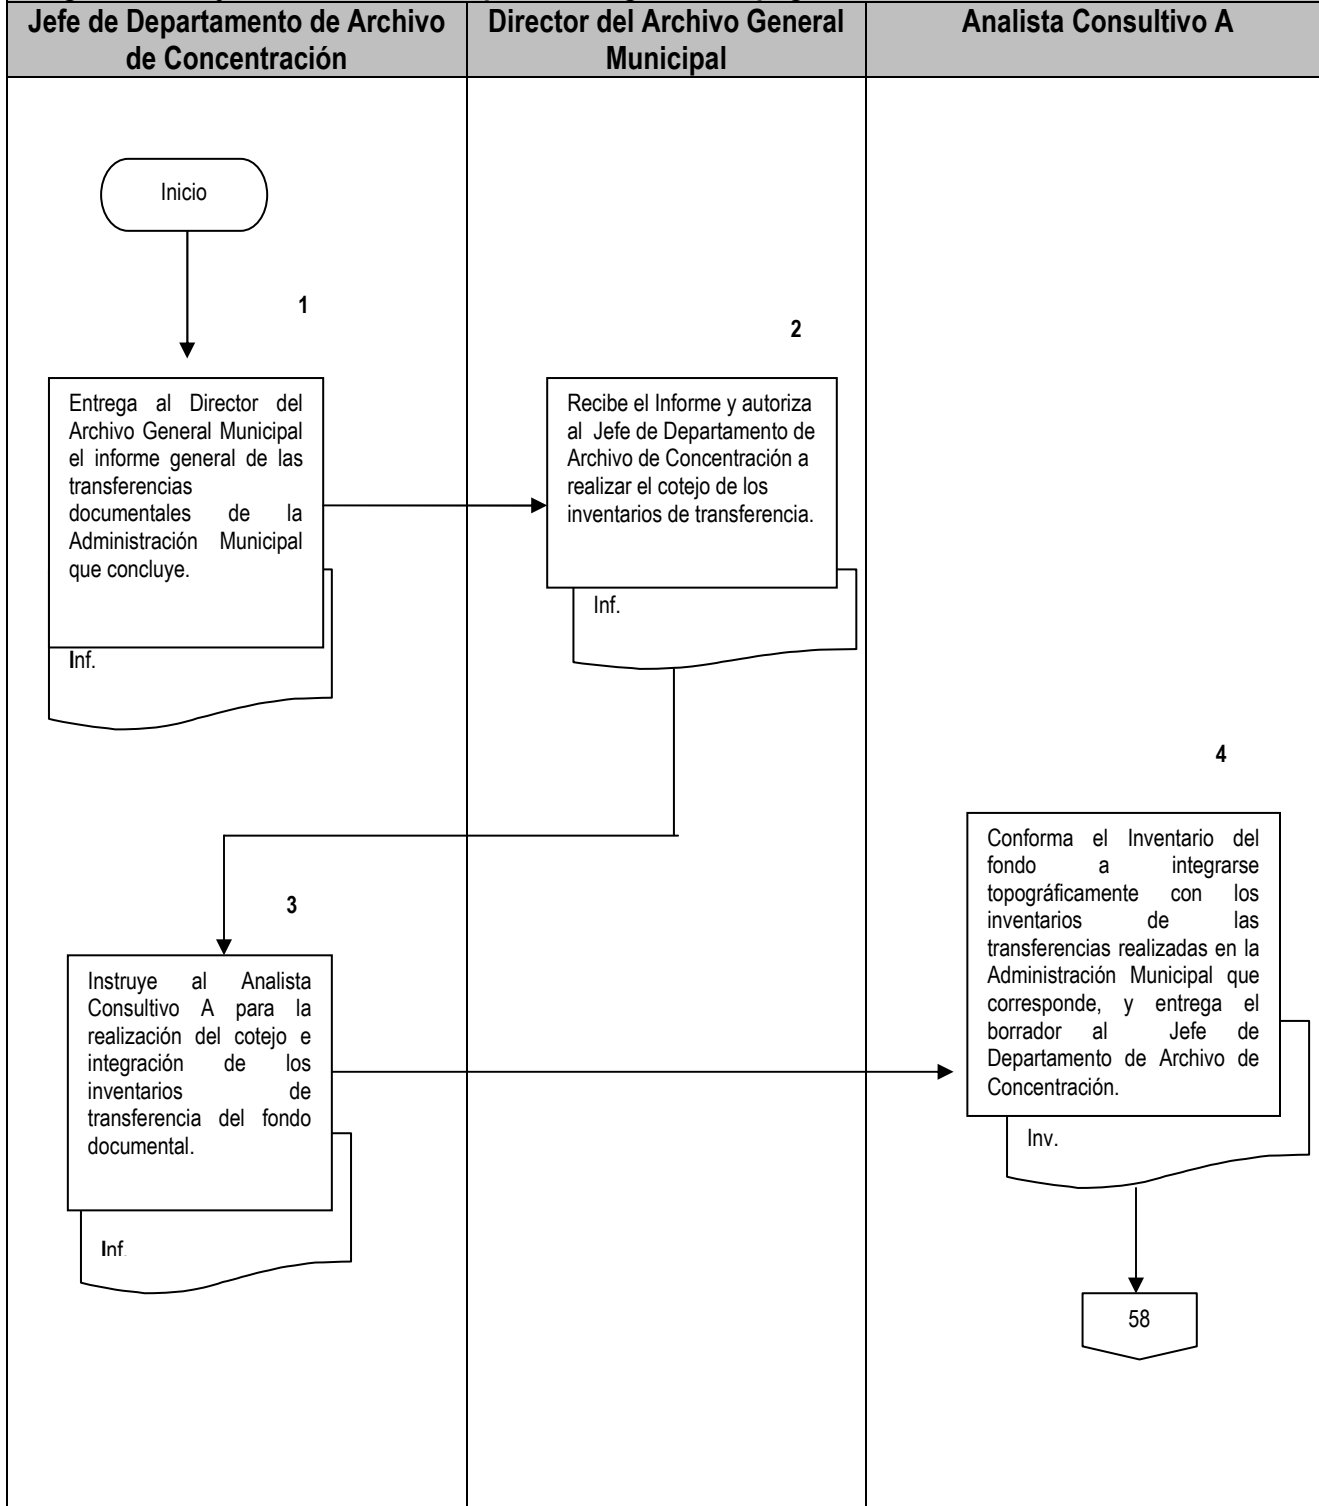 Jefe de Departamento de Archivo
de Concentración
Director del Archivo General
Municipal
Analista Consultivo A
Inicio
1
Entrega al Director del
Archivo General Municipal
el informe general de las
transferencias
documentales de la
Administración Municipal
que concluye.
Inf.
2
Recibe el Informe y autoriza
al Jefe de Departamento de
Archivo de Concentración a
realizar el cotejo de los
inventarios de transferencia.
Inf.
3
Instruye al Analista
Consultivo A para la
realización del cotejo e
integración de los
inventarios de
transferencia del fondo
documental.
Inf.
4
Conforma el Inventario del
fondo a integrarse
topográficamente con los
inventarios de las
transferencias realizadas en la
Administración Municipal que
corresponde, y entrega el
borrador al Jefe de
Departamento de Archivo de
Concentración.
Inv.
58